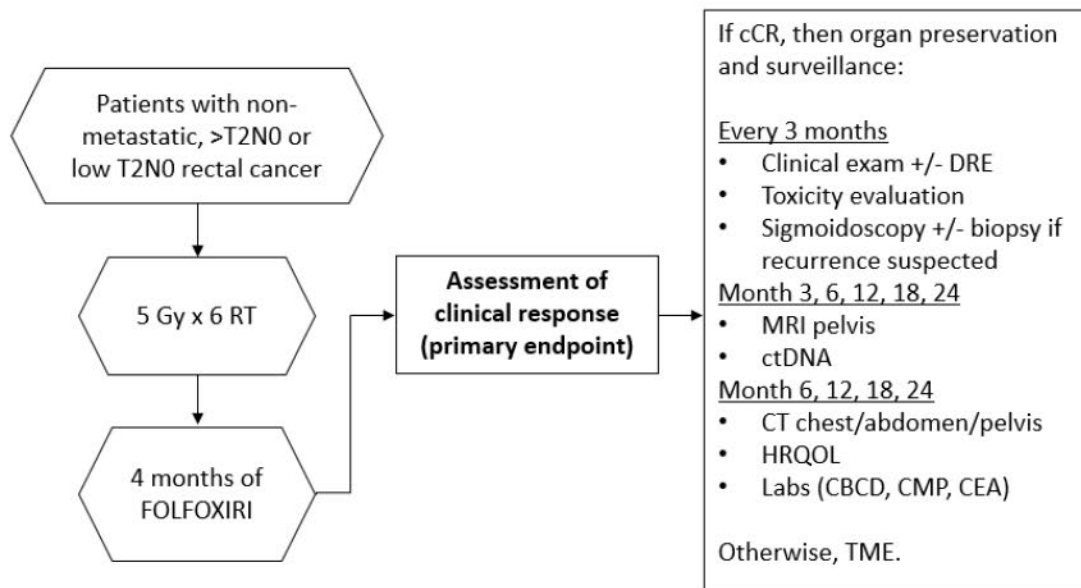 Patients with non-
metastatic, >T2N0 or
low T2N0 rectal cancer
5 Gy x 6 RT
4 months of
FOLFOXIRI
Assessment of
clinical response
(primary endpoint)
If cCR, then organ preservation
and surveillance:
Every 3 months
• Clinical exam +/- DRE
• Toxicity evaluation
• Sigmoidoscopy +/- biopsy if
recurrence suspected
Month 3, 6, 12, 18, 24
• MRI pelvis
• ctDNA
Month 6, 12, 18, 24
• CT chest/abdomen/pelvis
• HRQOL
• Labs (CBCD, CMP, CEA)
Otherwise, TME.